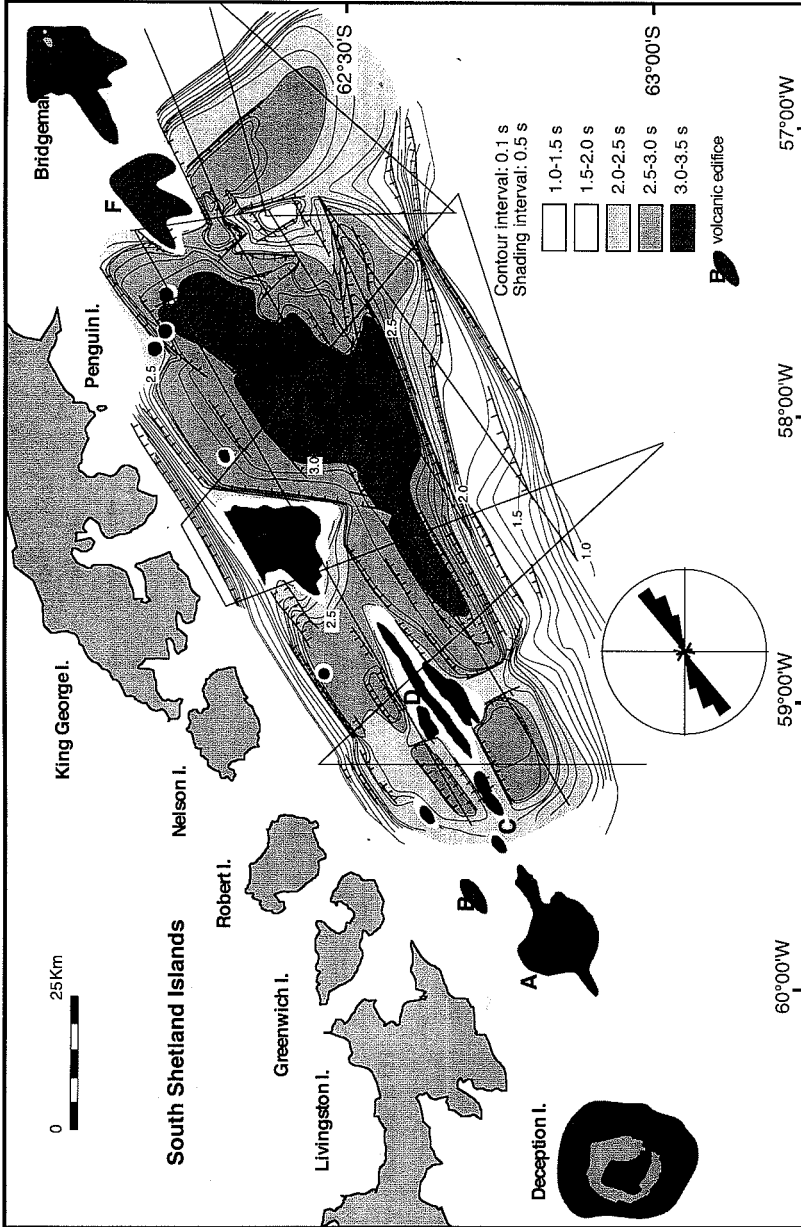 0
25Km
South Shetland Islands
King George I.
Nelson I.
Robert I.
Greenwich I.
Livingston I.
Deception I.
Penguin I.
Bridgeman
F
D
C
B
A
2.5
3.0
2.5
2.5
2.0
1.5
1.0
62°30'S
63°00'S
57°00'W
58°00'W
59°00'W
60°00'W
Contour interval: 0.1 s
Shading interval: 0.5 s
1.0-1.5 s
1.5-2.0 s
2.0-2.5 s
2.5-3.0 s
3.0-3.5 s
B volcanic edifice